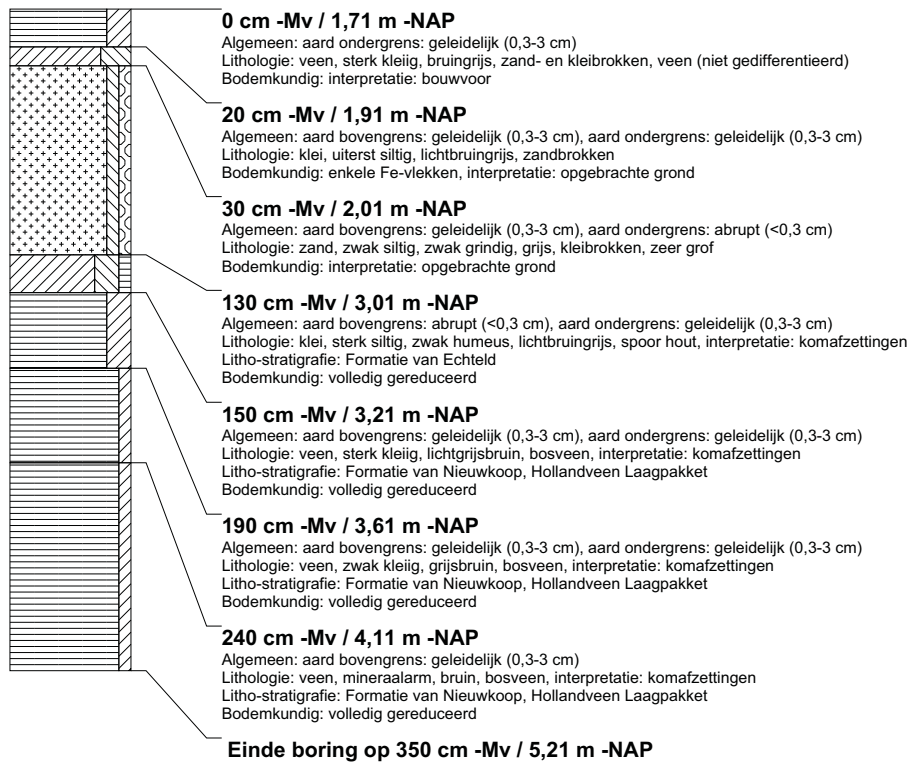 0 cm -Mv / 1,71 m -NAP
Algemeen: aard ondergrens: geleidelijk (0,3-3 cm)
Lithologie: veen, sterk kleiig, bruingrijs, zand- en kleibrokken, veen (niet gedifferentieerd)
Bodemkundig: interpretatie: bouwvoor
20 cm -Mv / 1,91 m -NAP
Algemeen: aard bovengrens: geleidelijk (0,3-3 cm), aard ondergrens: geleidelijk (0,3-3 cm)
Lithologie: klei, uiterst siltig, lichtbruingrijs, zandbrokken
Bodemkundig: enkele Fe-vlekken, interpretatie: opgebrachte grond
30 cm -Mv / 2,01 m -NAP
Algemeen: aard bovengrens: geleidelijk (0,3-3 cm), aard ondergrens: abrupt (<0,3 cm)
Lithologie: zand, zwak siltig, zwak grindig, grijs, kleibrokken, zeer grof
Bodemkundig: interpretatie: opgebrachte grond
130 cm -Mv / 3,01 m -NAP
Algemeen: aard bovengrens: abrupt (<0,3 cm), aard ondergrens: geleidelijk (0,3-3 cm)
Lithologie: klei, sterk siltig, zwak humeus, lichtbruingrijs, spoor hout, interpretatie: komafzettingen
Litho-stratigrafie: Formatie van Echteld
Bodemkundig: volledig gereduceerd
150 cm -Mv / 3,21 m -NAP
Algemeen: aard bovengrens: geleidelijk (0,3-3 cm), aard ondergrens: geleidelijk (0,3-3 cm)
Lithologie: veen, sterk kleiig, lichtgrijsbruin, bosveen, interpretatie: komafzettingen
Litho-stratigrafie: Formatie van Nieuwkoop, Hollandveen Laagpakket
Bodemkundig: volledig gereduceerd
190 cm -Mv / 3,61 m -NAP
Algemeen: aard bovengrens: geleidelijk (0,3-3 cm), aard ondergrens: geleidelijk (0,3-3 cm)
Lithologie: veen, zwak kleiig, grijsbruin, bosveen, interpretatie: komafzettingen
Litho-stratigrafie: Formatie van Nieuwkoop, Hollandveen Laagpakket
Bodemkundig: volledig gereduceerd
240 cm -Mv / 4,11 m -NAP
Algemeen: aard bovengrens: geleidelijk (0,3-3 cm)
Lithologie: veen, mineraalarm, bruin, bosveen, interpretatie: komafzettingen
Litho-stratigrafie: Formatie van Nieuwkoop, Hollandveen Laagpakket
Bodemkundig: volledig gereduceerd
Einde boring op 350 cm -Mv / 5,21 m -NAP